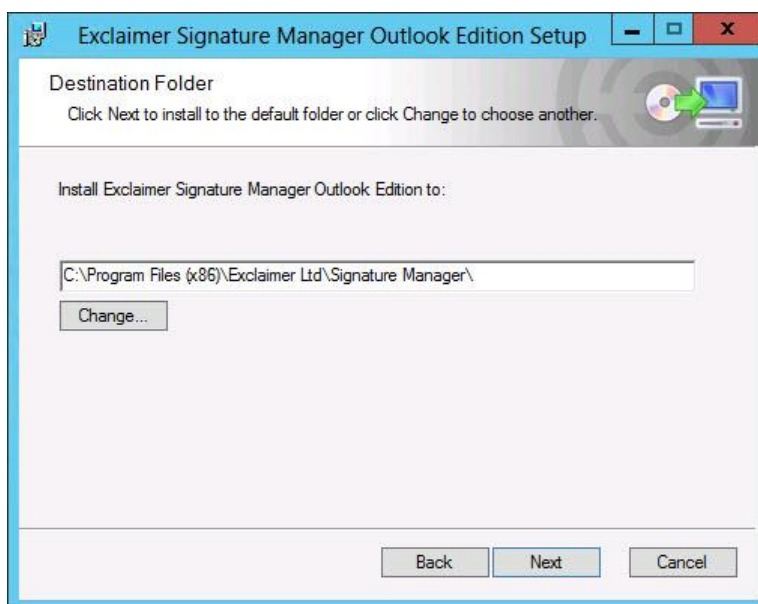 Exclaimer Signature Manager Outlook Edition Setup
Destination Folder
Click Next to install to the default folder or click Change to choose another.
Install Exclaimer Signature Manager Outlook Edition to:
C:\Program Files (x86)\Exclaimer Ltd\Signature Manager\
Change...
Back Next Cancel